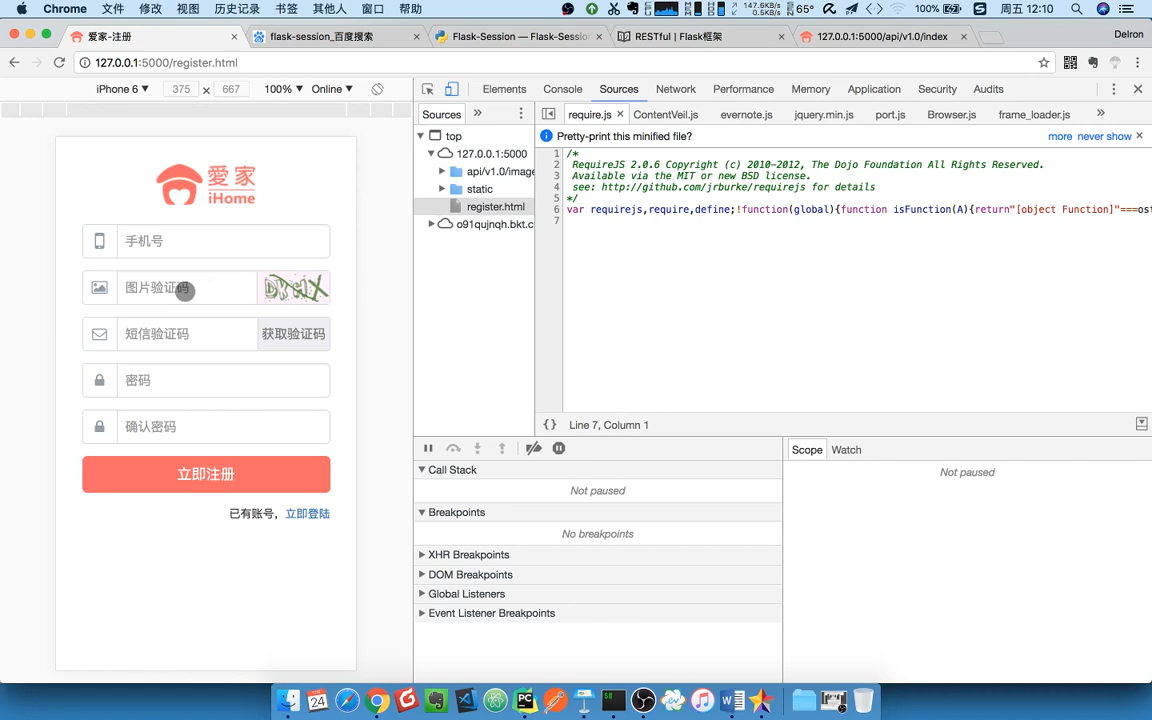 Chrome 文件 修改 视图 历史记录 书签 其他人 窗口 帮助 147.6KB/s 0.5KB/s 65° 100% 周五 12:10
爱家-注册 flask-session_百度搜索 Flask-Session — Flask-Session RESTful | Flask框架 127.0.0.1:5000/api/v1.0/index Delron
127.0.0.1:5000/register.html
iPhone 6 ▼ 375 × 667 100% ▼ Online ▼
Elements Console Sources Network Performance Memory Application Security Audits
Sources » require.js × ContentVeil.js evernote.js jquery.min.js port.js Browser.js frame_loader.js »
top
127.0.0.1:5000
api/v1.0/image
static
register.html
o91qujnqh.bkt.c
Pretty-print this minified file? more never show ×
1 /*
2 RequireJS 2.0.6 Copyright (c) 2010-2012, The Dojo Foundation All Rights Reserved.
3 Available via the MIT or new BSD license.
4 see: http://github.com/jrburke/requirejs for details
5 */
6 var requirejs,require,define;!function(global){function isFunction(A){return"[object Function]"===ost
7
{} Line 7, Column 1
愛家
iHome
手机号
图片验证码 DKWX
短信验证码 获取验证码
密码
确认密码
立即注册
已有账号，立即登陆
Call Stack
Not paused
Breakpoints
No breakpoints
XHR Breakpoints
DOM Breakpoints
Global Listeners
Event Listener Breakpoints
Scope Watch
Not paused
24
PC
W